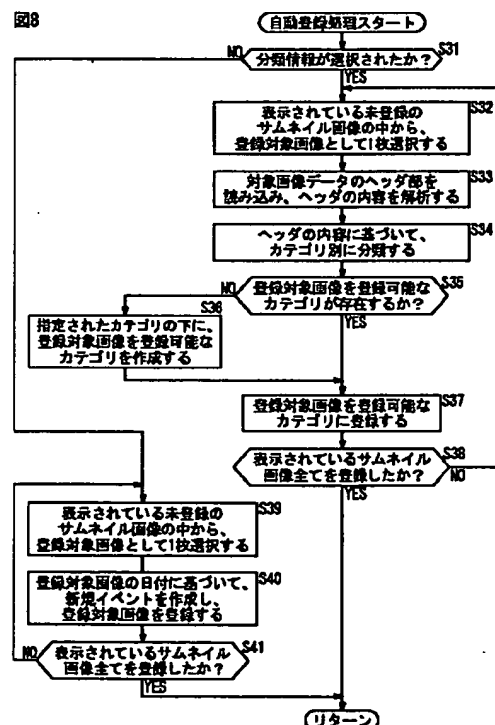 図8
自動登録処理スタート
NO
分類情報が選択されたか?
S31
YES
表示されている未登録の
サムネイル画像の中から、
登録対象画像として1枚選択する
S32
対象画像データのヘッダ部を
読み込み、ヘッダの内容を解析する
S33
ヘッダの内容に基づいて、
カテゴリ別に分類する
S34
NO
登録対象画像を登録可能な
カテゴリが存在するか?
S35
YES
S36
指定されたカテゴリの下に、
登録対象画像を登録可能な
カテゴリを作成する
登録対象画像を登録可能な
カテゴリに登録する
S37
表示されているサムネイル
画像全てを登録したか?
S38
NO
YES
表示されている未登録の
サムネイル画像の中から、
登録対象画像として1枚選択する
S39
登録対象画像の日付に基づいて、
新規イベントを作成し、
登録対象画像を登録する
S40
NO
表示されているサムネイル
画像全てを登録したか?
S41
YES
リターン